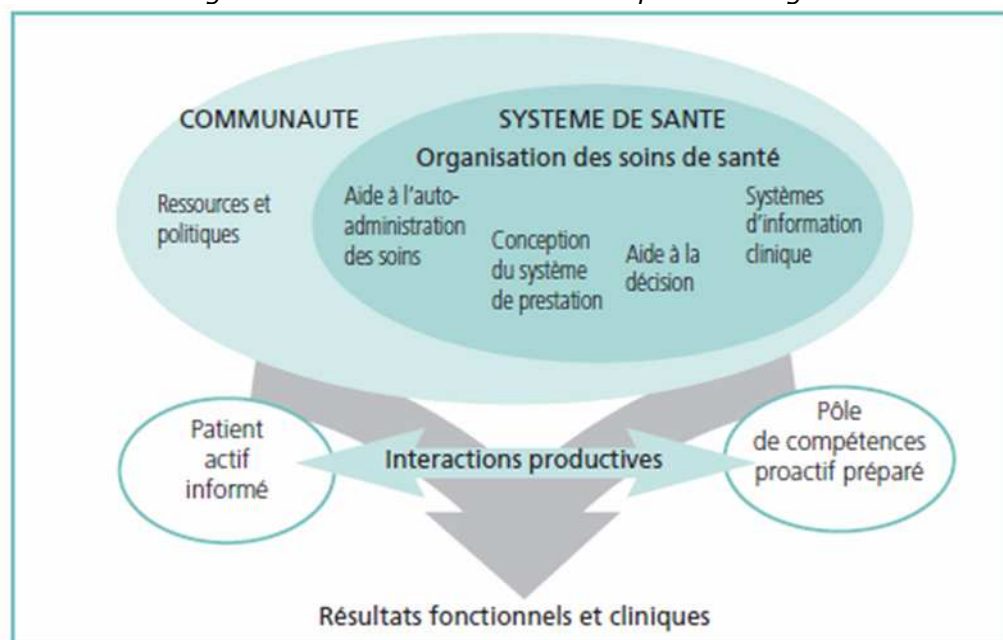 COMMUNAUTE
SYSTEME DE SANTE
Organisation des soins de santé
Ressources et
politiques
Aide à l'auto-
administration
des soins
Conception
du système
de prestation
Aide à la
décision
Systèmes
d'information
clinique
Patient
actif
informé
Interactions productives
Pôle
de compétences
proactif préparé
Résultats fonctionnels et cliniques